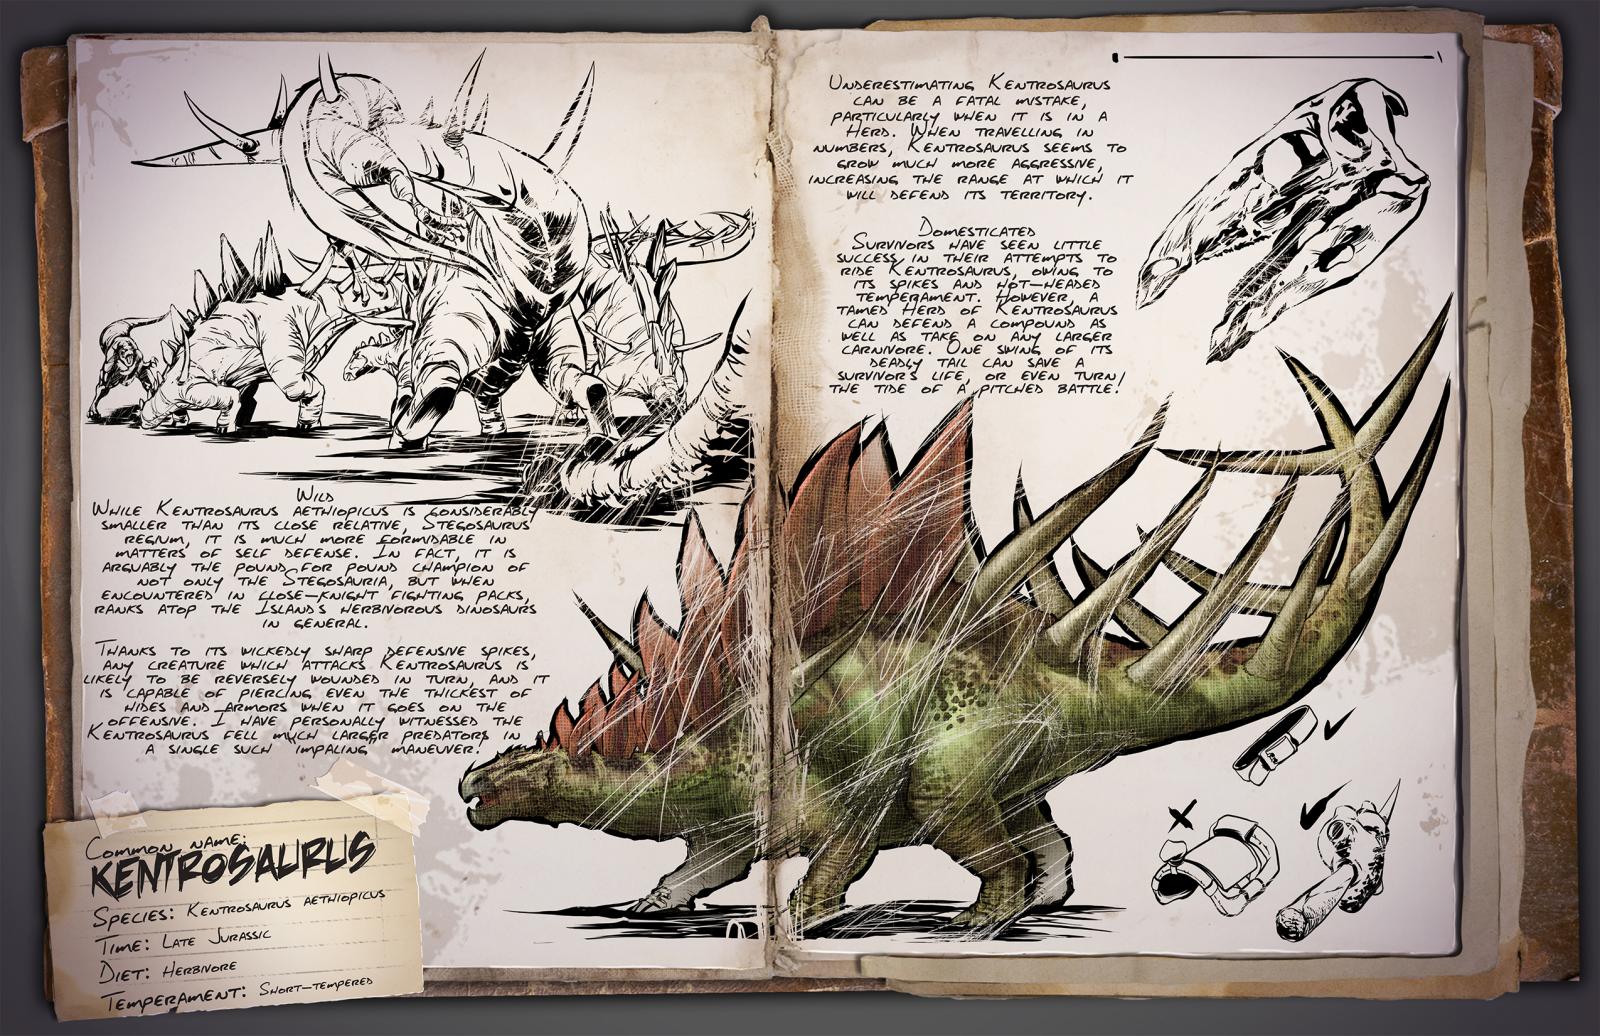 Wild
While Kentrosaurus aethiopicus is considerably
smaller than its close relative, Stegosaurus
regium, it is much more formidable in
matters of self defense. In fact, it is
arguably the pound for pound champion of
not only the Stegosauria, but when
encountered in close-knight fighting packs,
ranks atop the Island's herbivorous dinosaurs
in general.
Thanks to its wickedly sharp defensive spikes,
any creature which attacks Kentrosaurus is
likely to be reversely wounded in turn, and it
is capable of piercing even the thickest of
hides and armors when it goes on the
offensive. I have personally witnessed the
Kentrosaurus fell much larger predators in
a single such impaling maneuver!
Common name:
Kentrosaurus
Species: Kentrosaurus aethiopicus
Time: Late Jurassic
Diet: Herbivore
Temperament: Short-tempered
Underestimating Kentrosaurus
can be a fatal mistake,
particularly when it is in a
herd. When travelling in
numbers, Kentrosaurus seems to
grow much more aggressive,
increasing the range at which it
will defend its territory.
Domesticated
Survivors have seen little
success in their attempts to
ride Kentrosaurus, owing to
its spikes and hot-headed
temperament. However, a
tamed herd of Kentrosaurus
can defend a compound as
well as take on any larger
carnivore. One swing of its
deadly tail can save a
survivor's life, or even turn
the tide of a pitched battle!